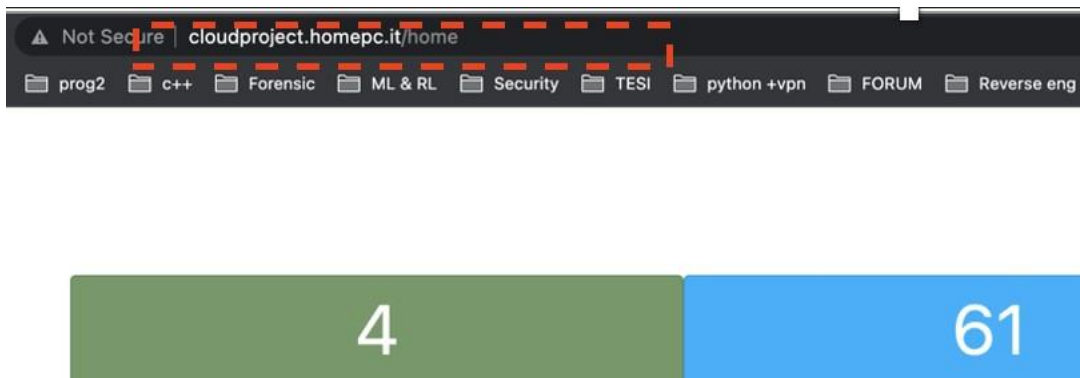 Not Secure | cloudproject.homepc.it/home
prog2 c++ Forensic ML & RL Security TESI python +vpn FORUM Reverse eng
4 61